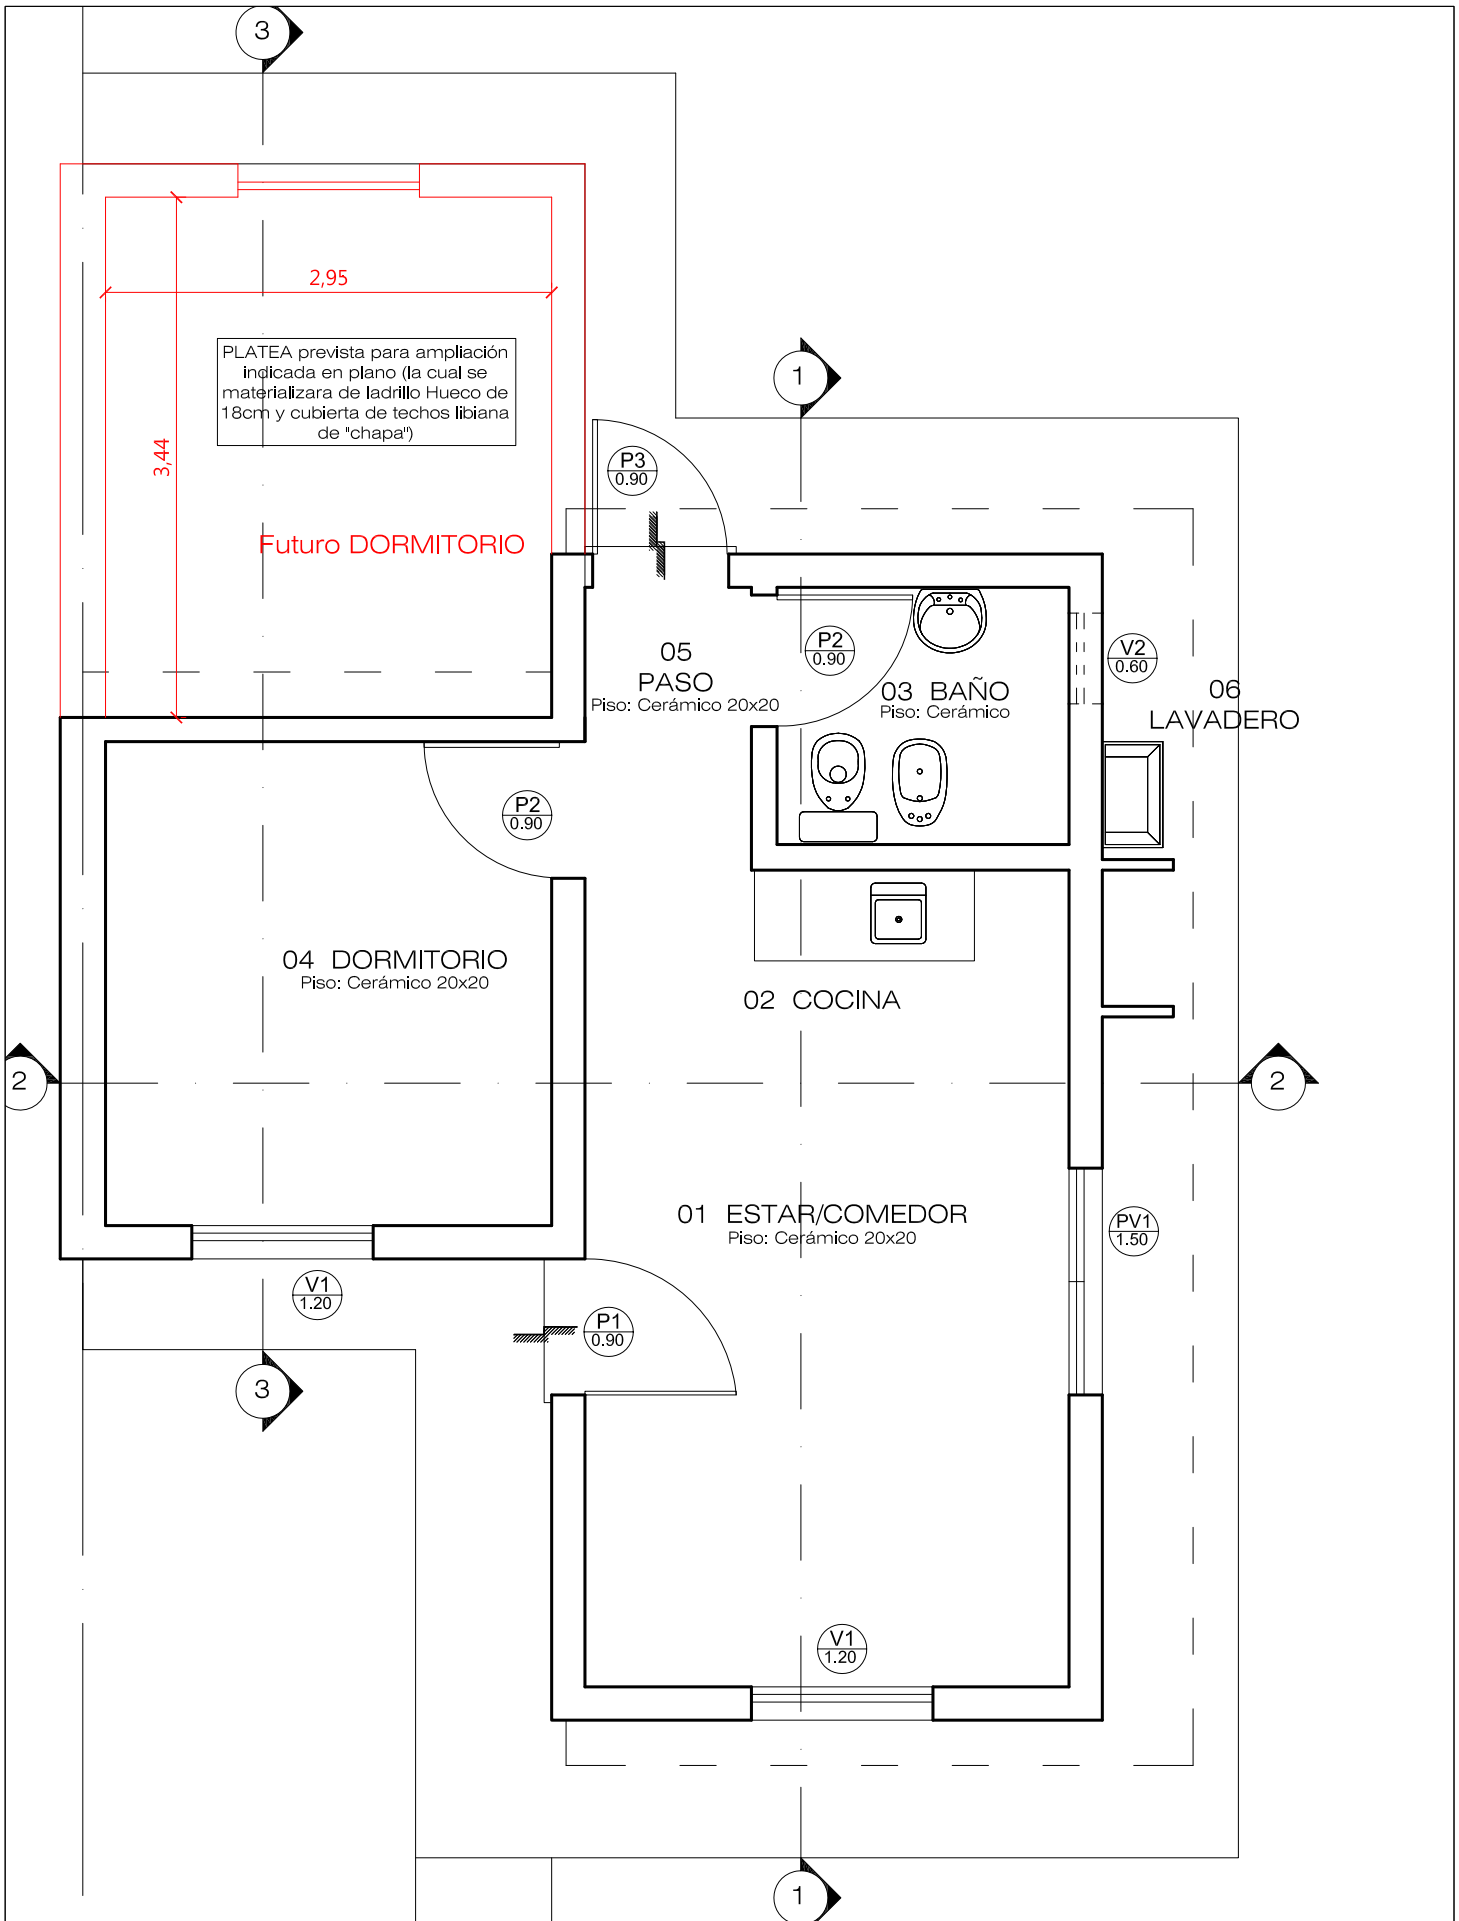 3
2,95
PLATEA prevista para ampliación
indicada en plano (la cual se
materializara de ladrillo Hueco de
18cm y cubierta de techos libiana
de "chapa")
3,44
1
P3
0.90
Futuro DORMITORIO
05
PASO
Piso: Cerámico 20x20
P2
0.90
03 BAÑO
Piso: Cerámico
V2
0.60
06
LAVADERO
P2
0.90
04 DORMITORIO
Piso: Cerámico 20x20
02 COCINA
2
2
01 ESTAR/COMEDOR
Piso: Cerámico 20x20
PV1
1.50
V1
1.20
P1
0.90
3
V1
1.20
1